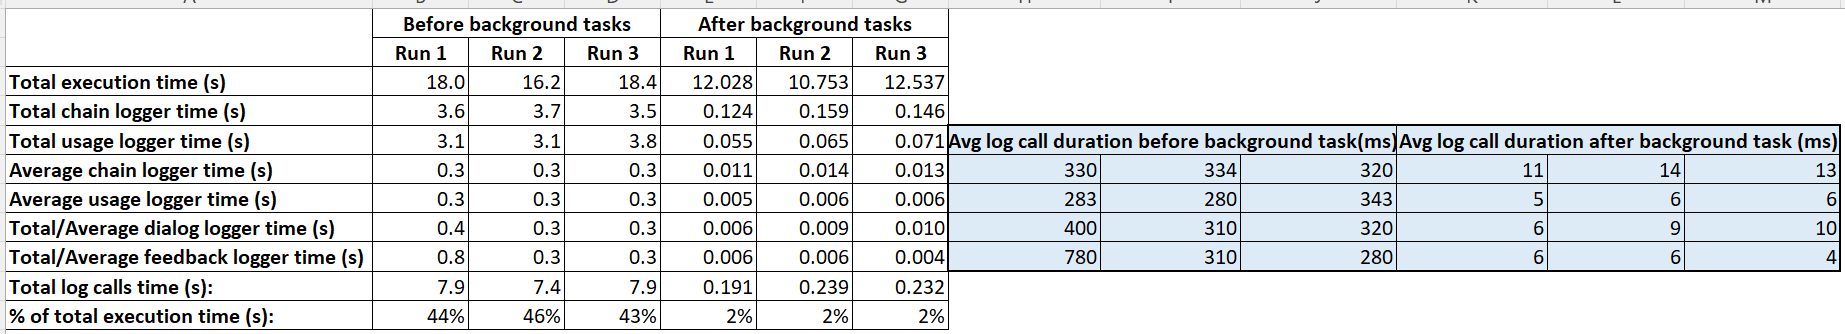 Before background tasks After background tasks
Run 1 Run 2 Run 3 Run 1 Run 2 Run 3
Total execution time (s) 18.0 16.2 18.4 12.028 10.753 12.537
Total chain logger time (s) 3.6 3.7 3.5 0.124 0.159 0.146
Total usage logger time (s) 3.1 3.1 3.8 0.055 0.065 0.071 Avg log call duration before background task(ms) Avg log call duration after background task (ms)
Average chain logger time (s) 0.3 0.3 0.3 0.011 0.014 0.013 330 334 320 11 14 13
Average usage logger time (s) 0.3 0.3 0.3 0.005 0.006 0.006 283 280 343 5 6 6
Total/Average dialog logger time (s) 0.4 0.3 0.3 0.006 0.009 0.010 400 310 320 6 9 10
Total/Average feedback logger time (s) 0.8 0.3 0.3 0.006 0.006 0.004 780 310 280 6 6 4
Total log calls time (s): 7.9 7.4 7.9 0.191 0.239 0.232
% of total execution time (s): 44% 46% 43% 2% 2% 2%